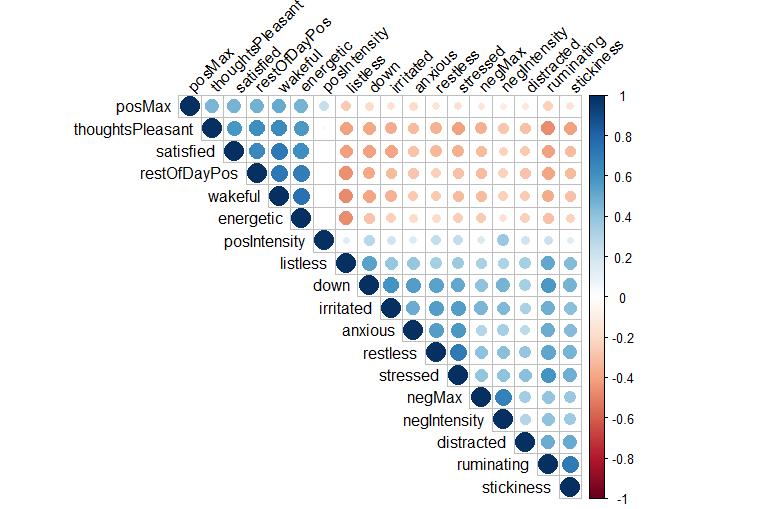 posMax
thoughtsPleasant
satisfied
restOfDayPos
wakeful
energetic
posIntensity
listless
down
irritated
anxious
restless
stressed
negMax
negIntensity
distracted
ruminating
stickiness
posMax
thoughtsPleasant
satisfied
restOfDayPos
wakeful
energetic
posIntensity
listless
down
irritated
anxious
restless
stressed
negMax
negIntensity
distracted
ruminating
stickiness
1
0.8
0.6
0.4
0.2
0
-0.2
-0.4
-0.6
-0.8
-1